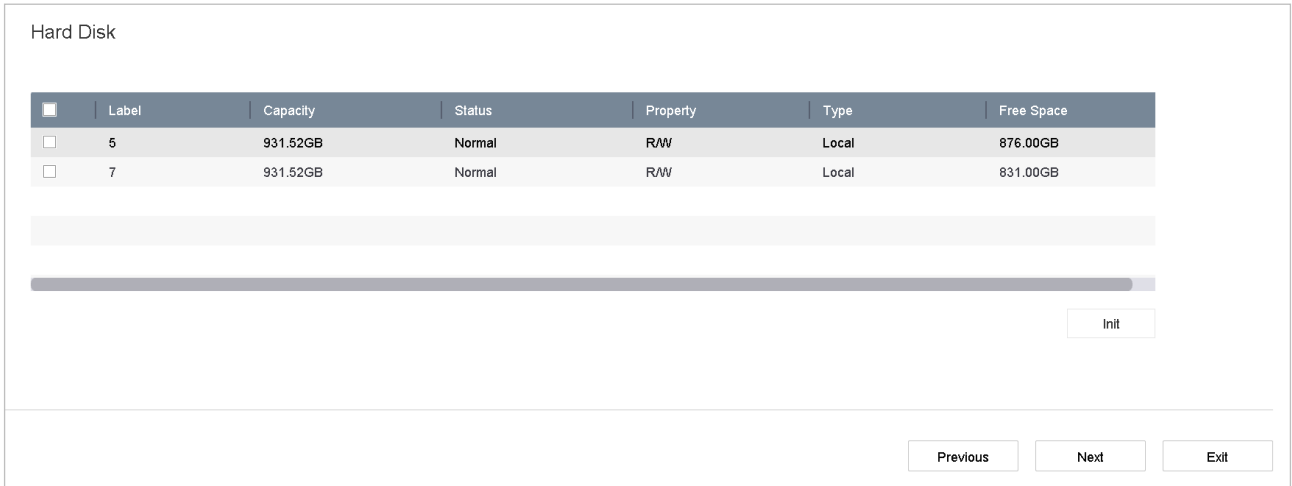 Hard Disk
Label Capacity Status Property Type Free Space
5 931.52GB Normal R/W Local 876.00GB
7 931.52GB Normal R/W Local 831.00GB
Init
Previous Next Exit